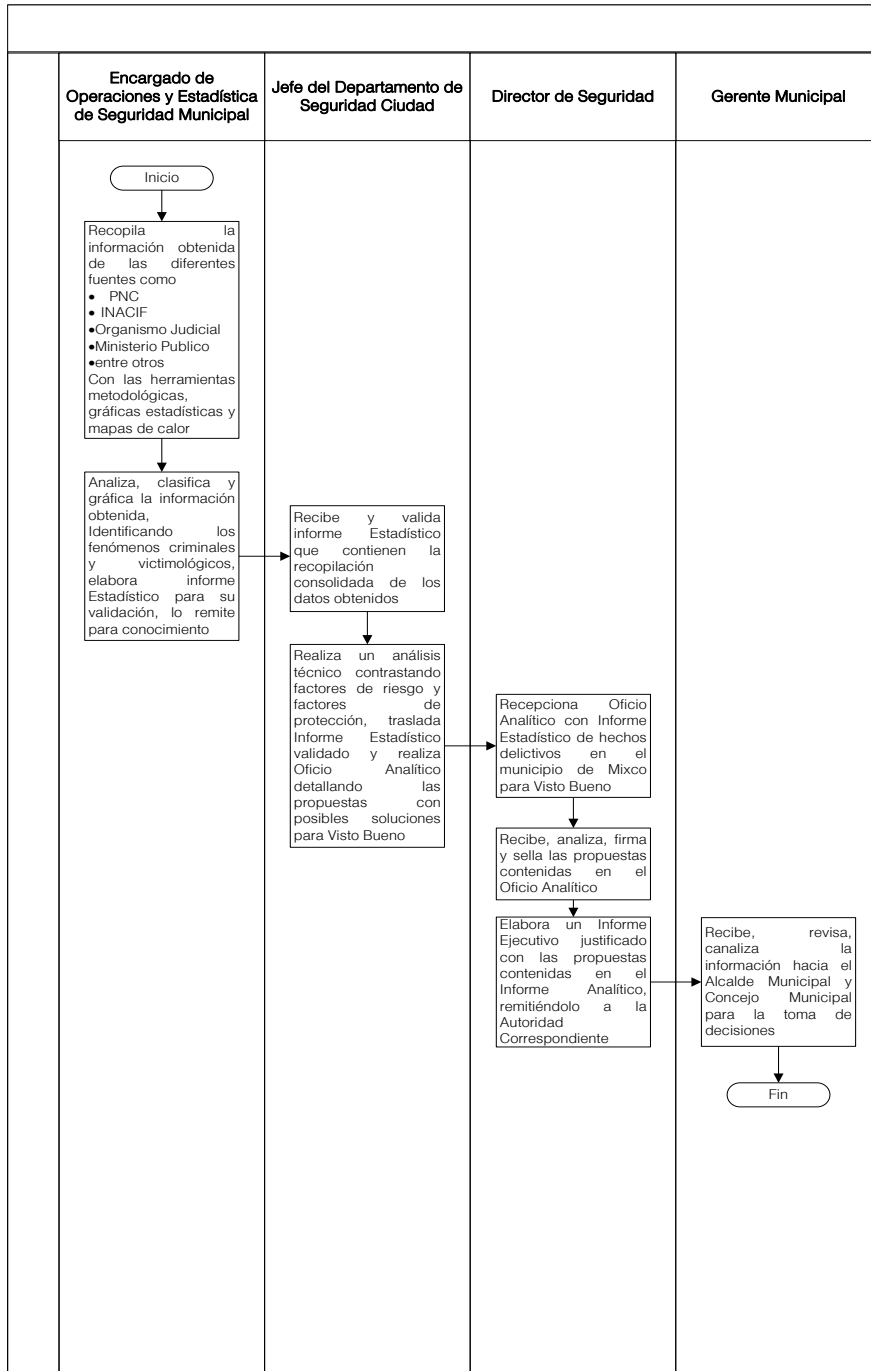 Encargado de
Operaciones y Estadística
de Seguridad Municipal
Jefe del Departamento de
Seguridad Ciudad
Director de Seguridad
Gerente Municipal
Inicio
Recopila la
información obtenida
de las diferentes
fuentes como
• PNC
• INACIF
•Organismo Judicial
•Ministerio Publico
•entre otros
Con las herramientas
metodológicas,
gráficas estadísticas y
mapas de calor
Analiza, clasifica y
gráfica la información
obtenida,
Identificando los
fenómenos criminales
y victimológicos,
elabora informe
Estadístico para su
validación, lo remite
para conocimiento
Recibe y valida
informe Estadístico
que contienen la
recopilación
consolidada de los
datos obtenidos
Realiza un análisis
técnico contrastando
factores de riesgo y
factores de
protección, traslada
Informe Estadístico
validado y realiza
Oficio Analítico
detallando las
propuestas con
posibles soluciones
para Visto Bueno
Recepciona Oficio
Analítico con Informe
Estadístico de hechos
delictivos en el
municipio de Mixco
para Visto Bueno
Recibe, analiza, firma
y sella las propuestas
contenidas en el
Oficio Analítico
Elabora un Informe
Ejecutivo justificado
con las propuestas
contenidas en el
Informe Analítico,
remitiéndolo a la
Autoridad
Correspondiente
Recibe, revisa,
canaliza la
información hacia el
Alcalde Municipal y
Concejo Municipal
para la toma de
decisiones
Fin